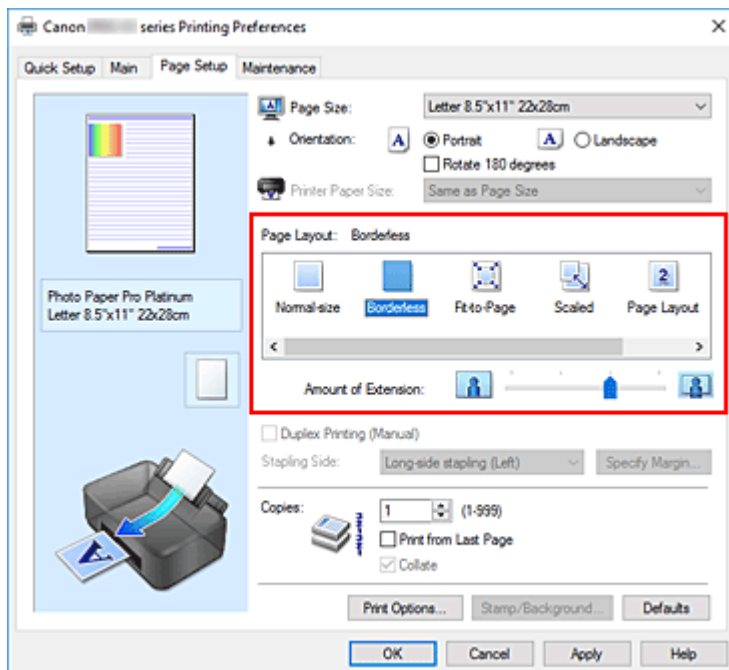 Canon series Printing Preferences
Quick Setup Main Page Setup Maintenance
Page Size: Letter 8.5"x11" 22x28cm
Orientation: A Portrait A Landscape
Rotate 180 degrees
Printer Paper Size: Same as Page Size
Page Layout: Borderless
2
Normal-size Borderless Fit-to-Page Scaled Page Layout
Photo Paper Pro Platinum
Letter 8.5"x11" 22x28cm
Amount of Extension:
Duplex Printing (Manual)
Stapling Side: Long-side stapling (Left) Specify Margin...
Copies: 1 (1-999)
Print from Last Page
Collate
A
Print Options... Stamp/Background... Defaults
OK Cancel Apply Help